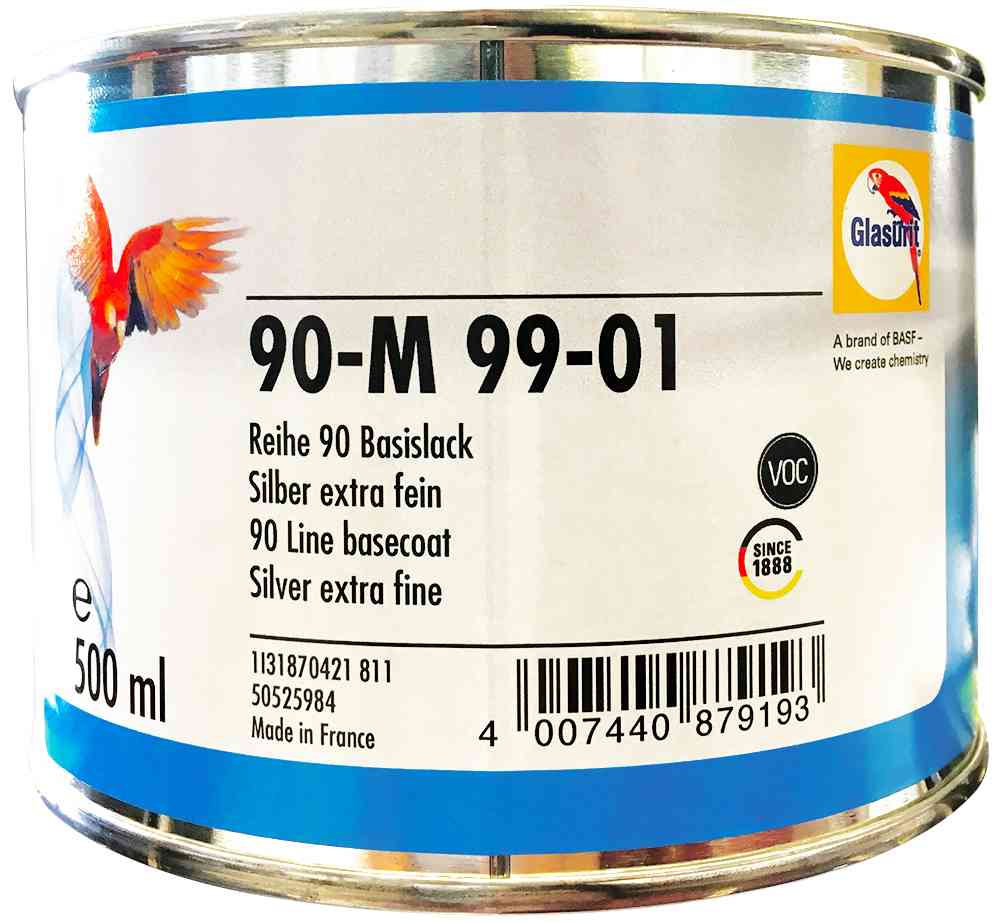 Glasurit
A brand of BASF –
We create chemistry
90-M 99-01
Reihe 90 Basislack
Silber extra fein
90 Line basecoat
Silver extra fine
VOC
SINCE
1888
e
500 ml
1I31870421 811
50525984
Made in France
4 007440 879193